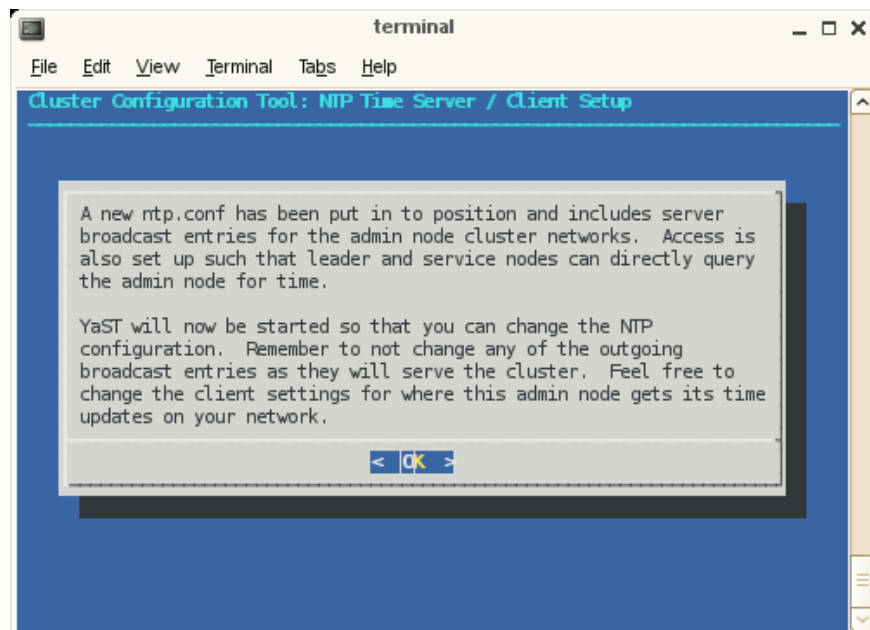 terminal
File Edit View Terminal Tabs Help
Cluster Configuration Tool: NTP Time Server / Client Setup
A new ntp.conf has been put in to position and includes server
broadcast entries for the admin node cluster networks.  Access is
also set up such that leader and service nodes can directly query
the admin node for time.
YaST will now be started so that you can change the NTP
configuration.  Remember to not change any of the outgoing
broadcast entries as they will serve the cluster.  Feel free to
change the client settings for where this admin node gets its time
updates on your network.
<  OK  >